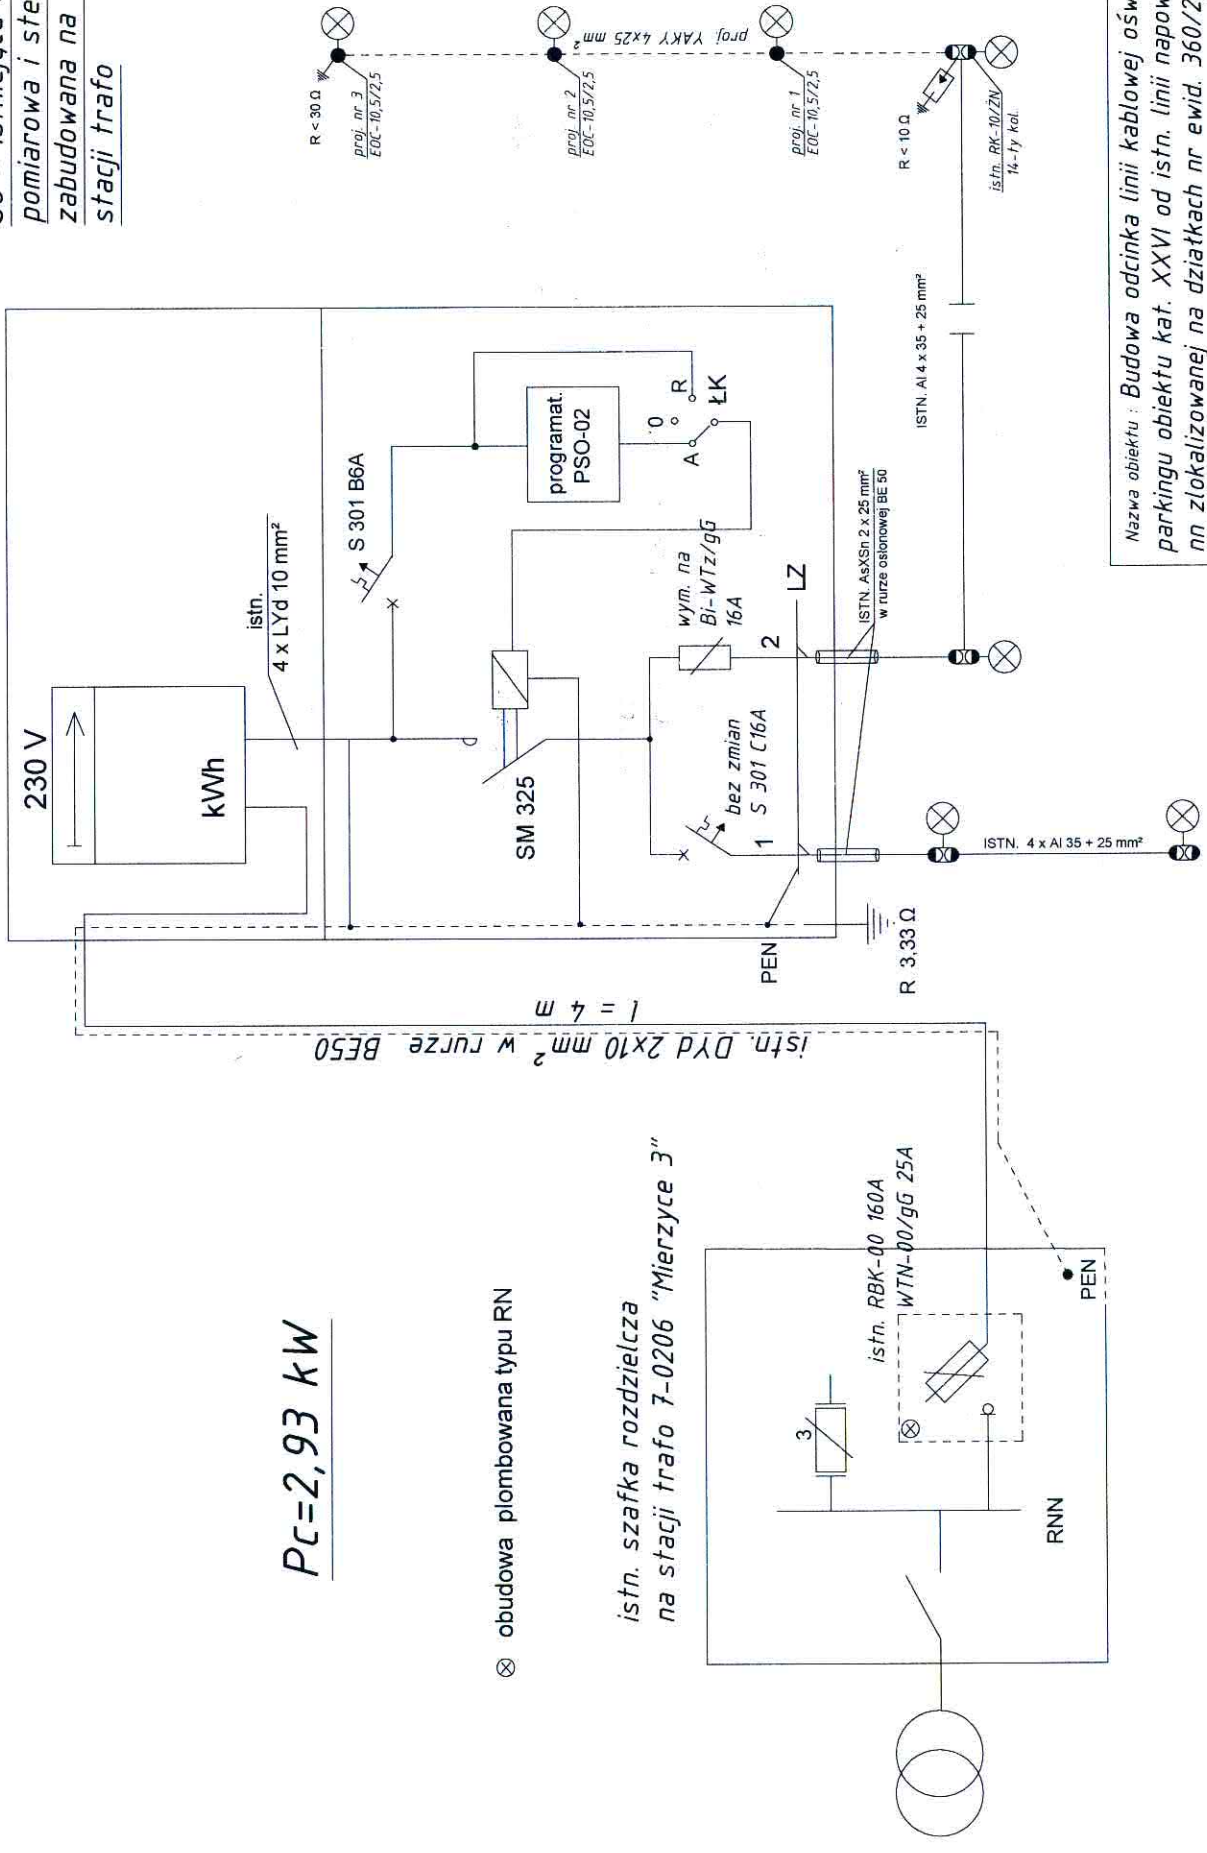 Pc=2,93 kW
⊗ obudowa plombowana typu RN
istn. szafka rozdzielcza
na stacji trafo 7-0206 "Mierzyce 3"
istn. RBK-00 160A
WTN-00/gG 25A
3
RNN
PEN
istn. DYd 2x10 mm² w rurze BE50
l = 4 m
230 V
kWh
istn.
4 x LYd 10 mm²
S 301 B6A
programat.
PSO-02
A
0
R
ŁK
SM 325
wym. na
Bi-WTz/gG
16A
bez zmian
S 301 C16A
1
2
LZ
PEN
R 3,33 Ω
ISTN. AsXSn 2 x 25 mm²
w rurze osłonowej BE 50
ISTN. 4 x Al 35 + 25 mm²
ISTN. Al 4 x 35 + 25 mm²
pomiarowa i ste
zabudowana na
stacji trafo
R < 30 Ω
proj. nr 3
EOC-10,5/2,5
proj. nr 2
EOC-10,5/2,5
proj. nr 1
EOC-10,5/2,5
proj. YAKY 4x25 mm²
R < 10 Ω
istn. RK-10/ŻN
14-ty kol.
Nazwa obiektu : Budowa odcinka linii kablowej ośw
parkingu obiektu kat. XXVI od istn. linii napow
nn zlokalizowanej na działkach nr ewid. 360/2